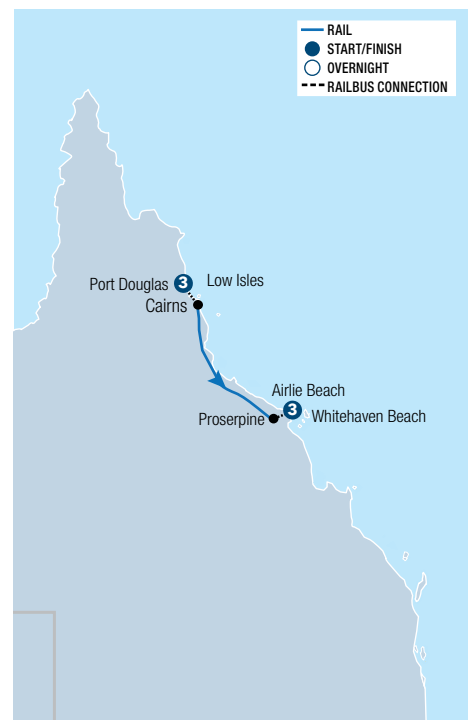 RAIL
START/FINISH
OVERNIGHT
RAILBUS CONNECTION
Port Douglas 3 Low Isles
Cairns
Airlie Beach
Proserpine 3 Whitehaven Beach